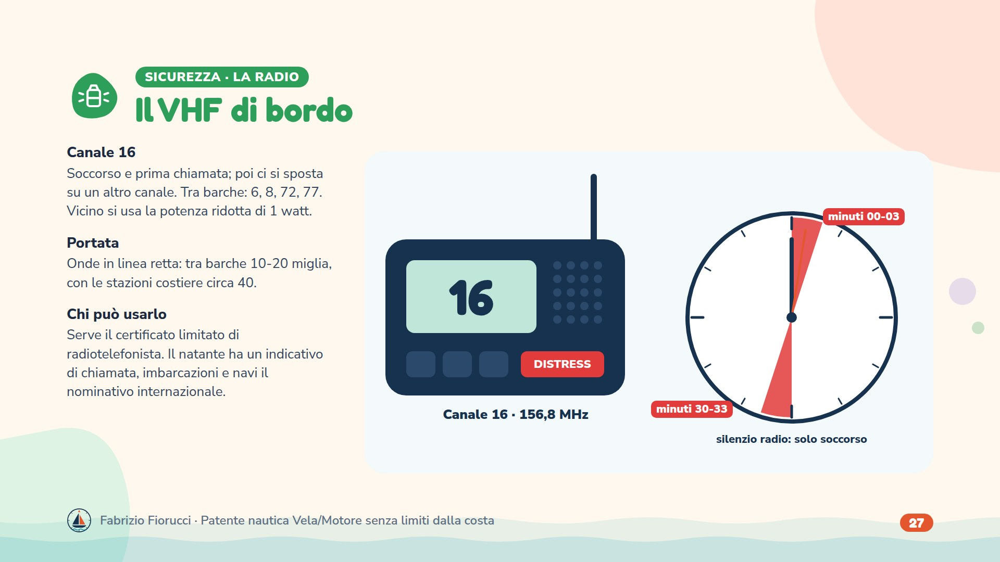 SICUREZZA · LA RADIO
Il VHF di bordo
Canale 16
Soccorso e prima chiamata; poi ci si sposta
su un altro canale. Tra barche: 6, 8, 72, 77.
Vicino si usa la potenza ridotta di 1 watt.
Portata
Onde in linea retta: tra barche 10-20 miglia,
con le stazioni costiere circa 40.
Chi può usarlo
Serve il certificato limitato di
radiotelefonista. Il natante ha un indicativo
di chiamata, imbarcazioni e navi il
nominativo internazionale.
16
DISTRESS
Canale 16 · 156,8 MHz
minuti 00-03
minuti 30-33
silenzio radio: solo soccorso
Fabrizio Fiorucci · Patente nautica Vela/Motore senza limiti dalla costa
27